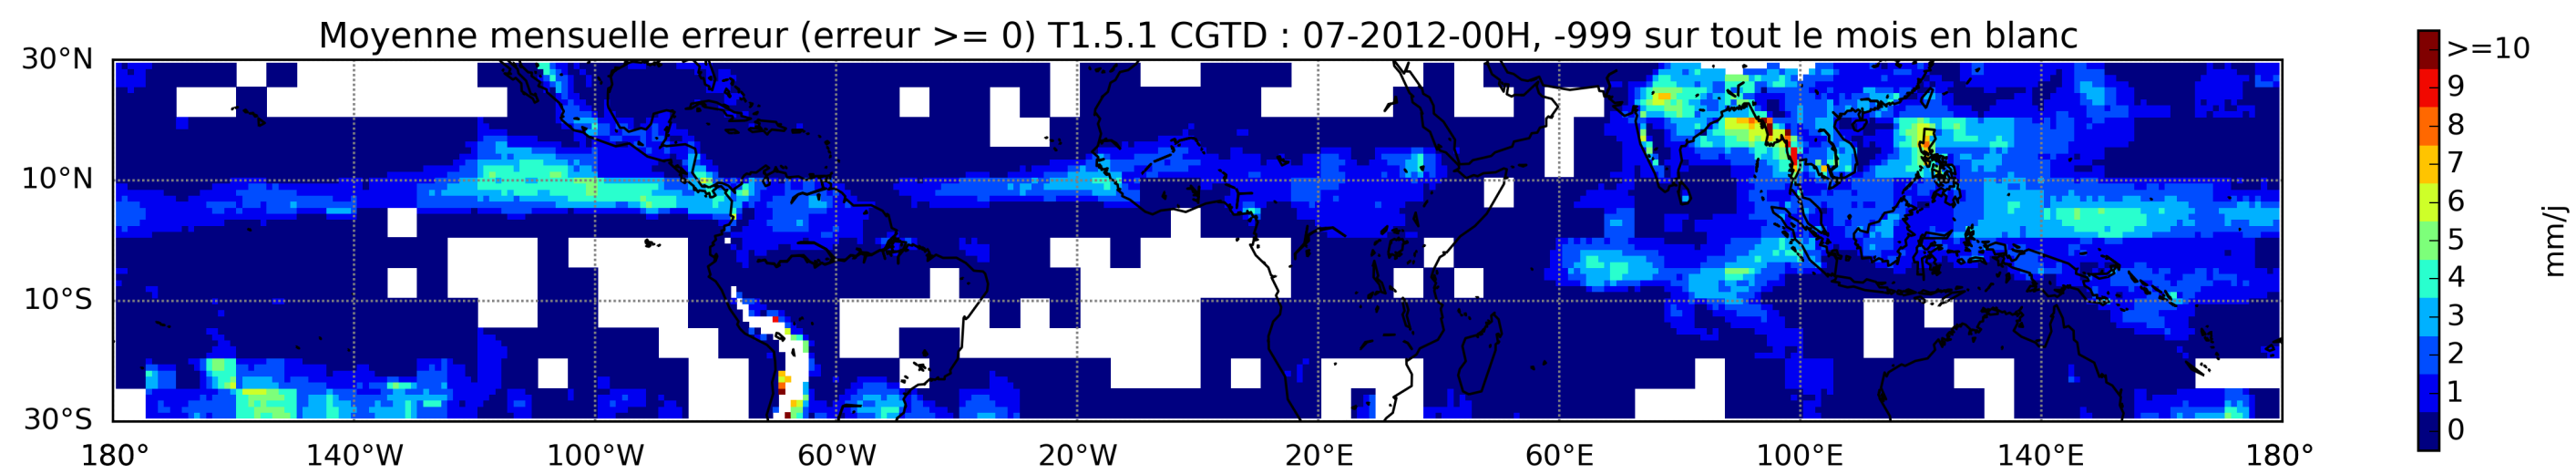 Moyenne mensuelle erreur (erreur >= 0) T1.5.1 CGTD : 07-2012-00H, -999 sur tout le mois en blanc
30°N
10°N
10°S
30°S
180° 140°W 100°W 60°W 20°W 20°E 60°E 100°E 140°E 180°
>=10
9
8
7
6
5
4
3
2
1
0
mm/j